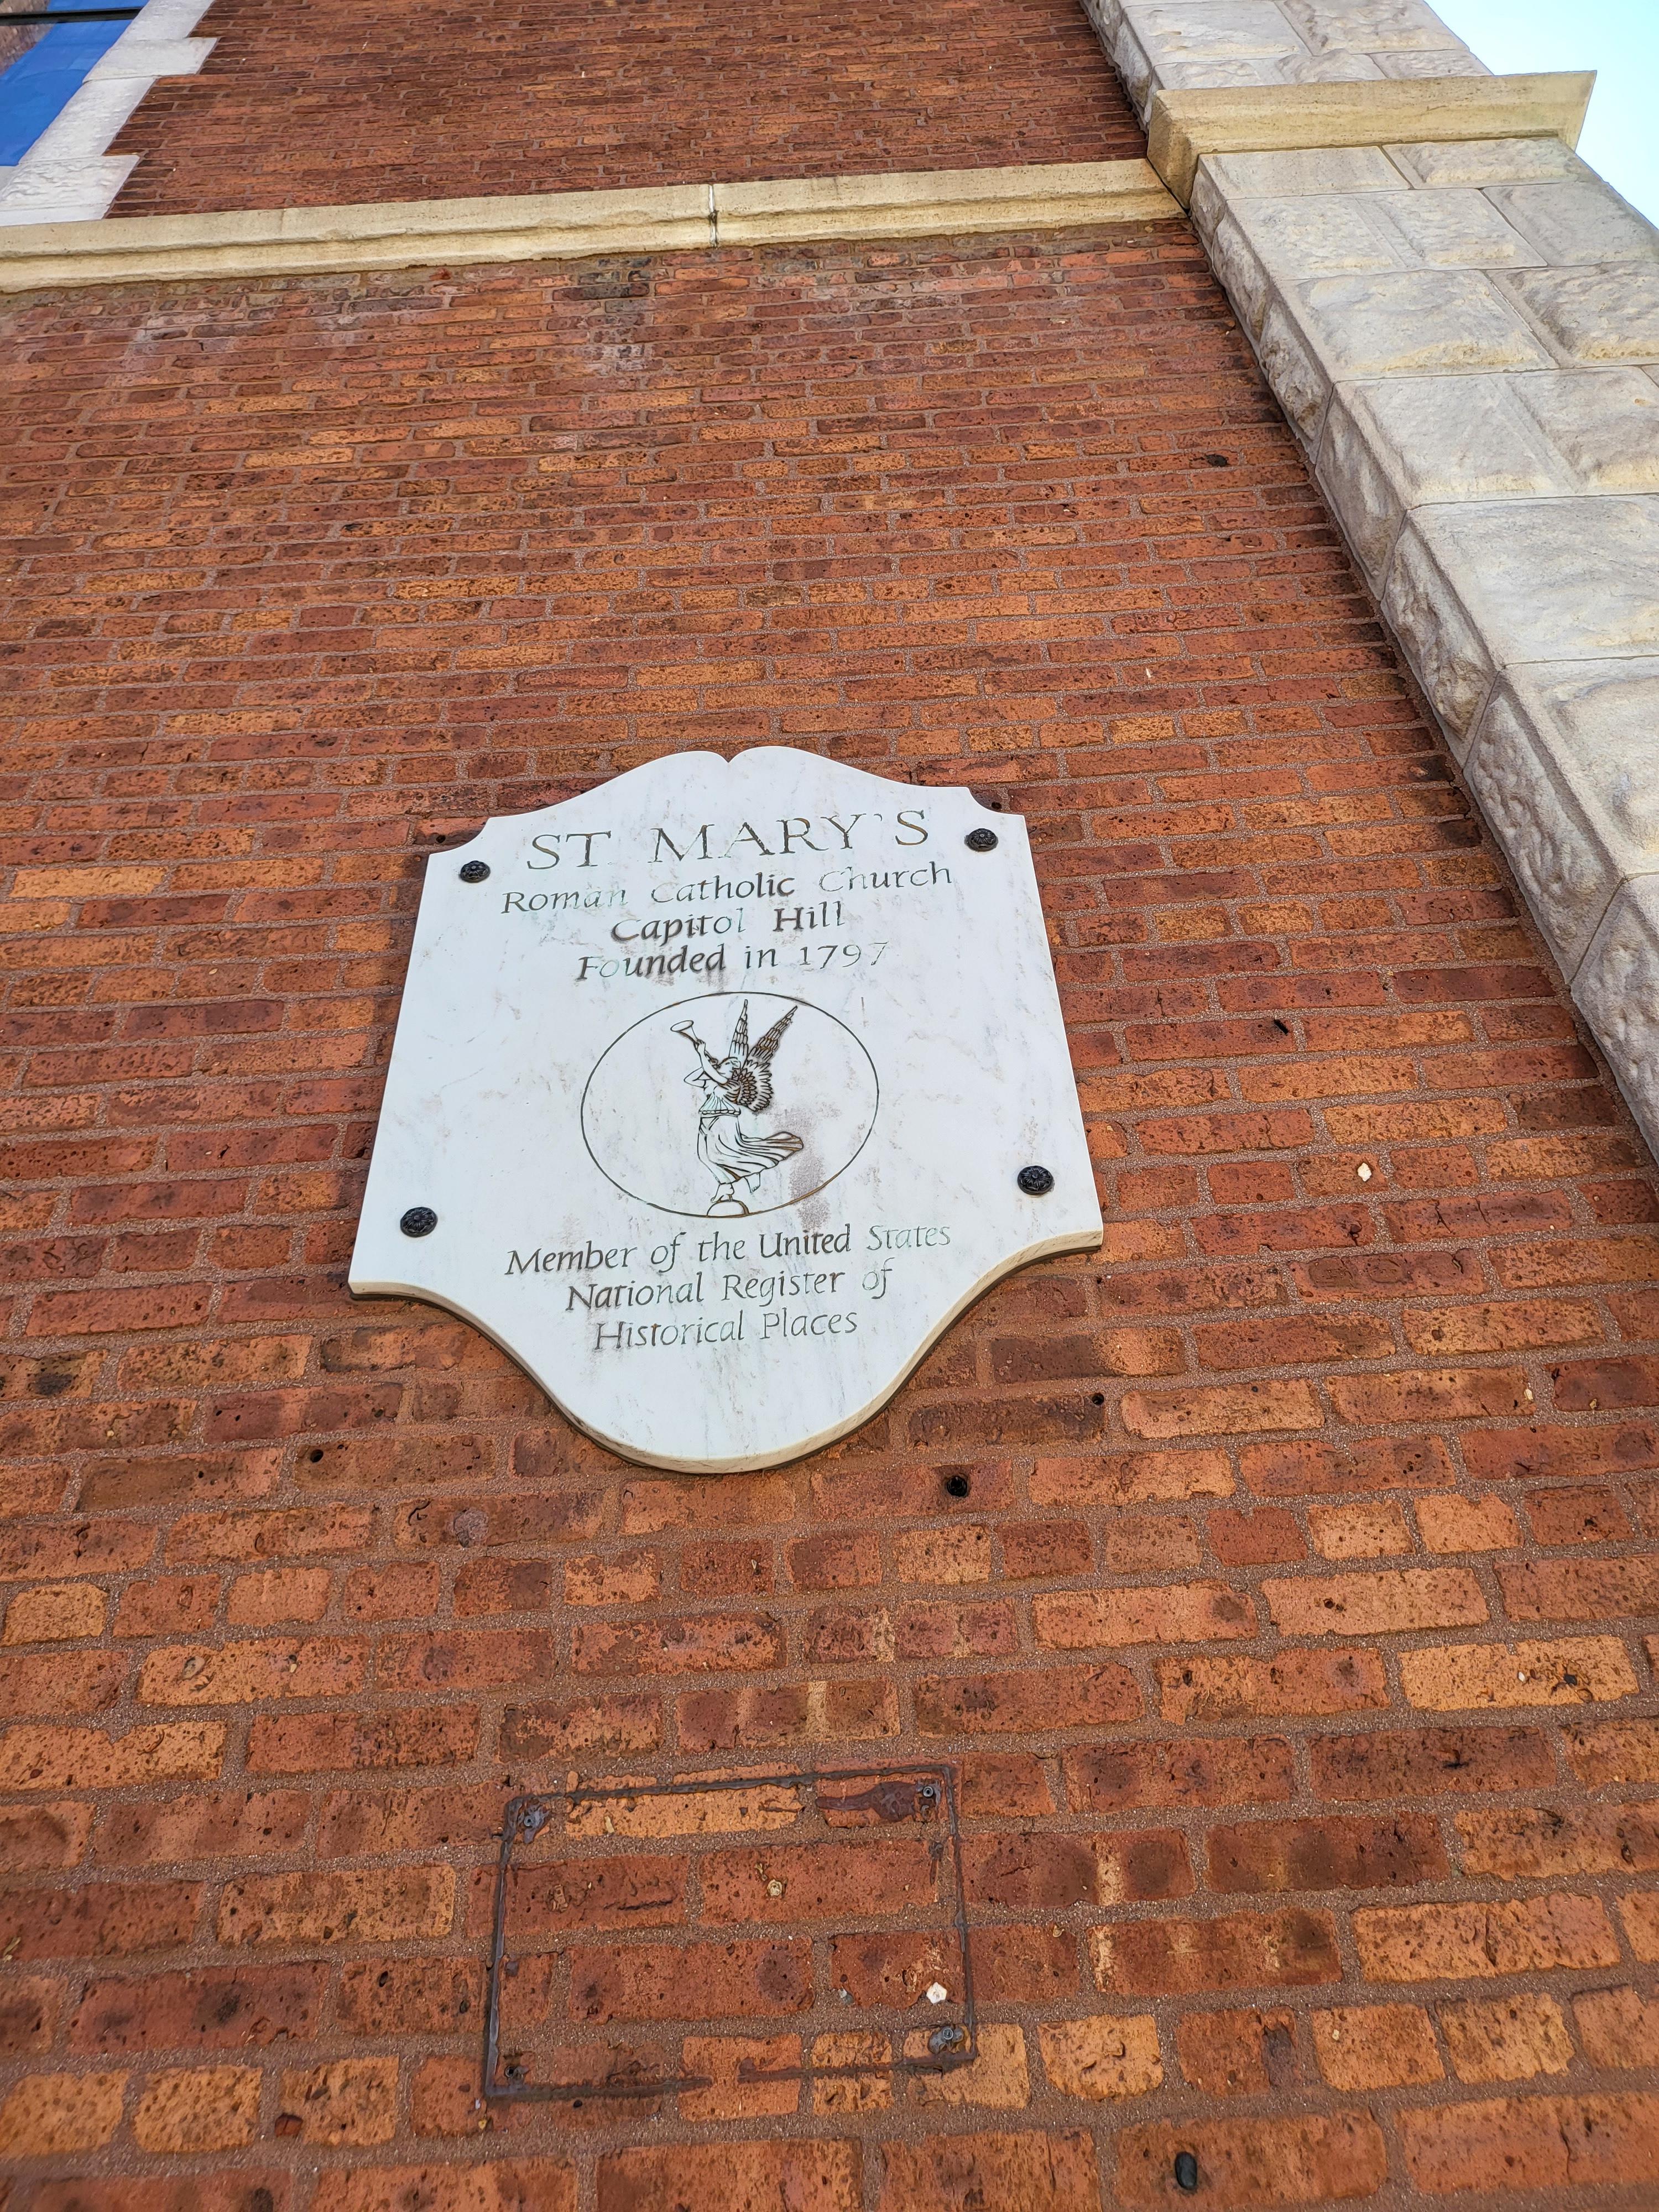 ST. MARY'S
Roman Catholic Church
Capitol Hill
Founded in 1797
Member of the United States
National Register of
Historical Places